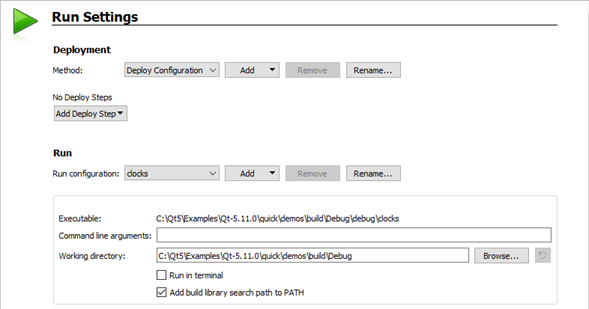 Run Settings
Deployment
Method: Deploy Configuration Add Remove Rename...
No Deploy Steps
Add Deploy Step
Run
Run configuration: clocks Add Remove Rename...
Executable: C:\Qt5\Examples\Qt-5.11.0\quick\demos\build\Debug\debug\clocks
Command line arguments:
Working directory: C:\Qt5\Examples\Qt-5.11.0\quick\demos\build\Debug Browse...
Run in terminal
Add build library search path to PATH